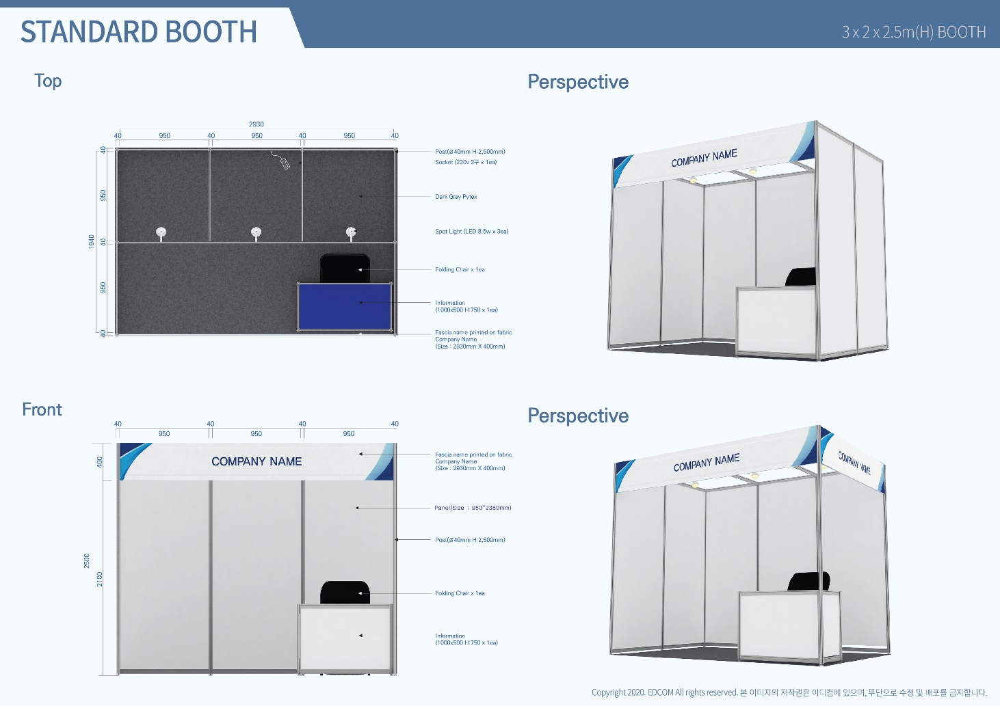 STANDARD BOOTH
3 x 2 x 2.5m(H) BOOTH
Top
2930
40 950 40 950 40 950 40
40
950
1940
40
950
40
Post(Ø40mm H:2,500mm)
Socket (220v 2구 x 1ea)
Dark Gray Pytex
Spot Light (LED 8.5w x 3ea)
Folding Chair x 1ea
Information
(1000x500 H:750 x 1ea)
Fascia name printed on fabric
Company Name
(Size : 2930mm X 400mm)
Perspective
COMPANY NAME
Front
40 950 40 950 40 950 40
400
2500
2100
COMPANY NAME
Fascia name printed on fabric
Company Name
(Size : 2930mm X 400mm)
Panel(Size : 950*2380mm)
Post(Ø40mm H:2,500mm)
Folding Chair x 1ea
Information
(1000x500 H:750 x 1ea)
Perspective
COMPANY NAME
COMPANY NAME
Copyright 2020. EDCOM All rights reserved. 본 이미지의 저작권은 이디컴에 있으며, 무단으로 수정 및 배포를 금지합니다.